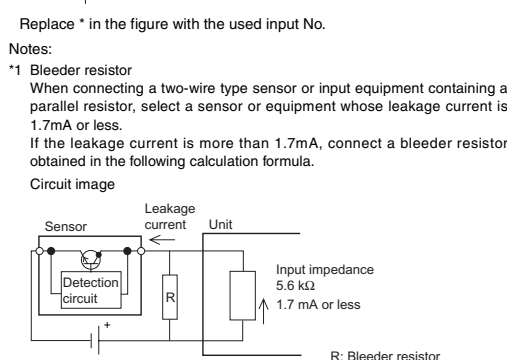 Replace * in the figure with the used input No.
Notes:
*1 Bleeder resistor
When connecting a two-wire type sensor or input equipment containing a
parallel resistor, select a sensor or equipment whose leakage current is
1.7mA or less.
If the leakage current is more than 1.7mA, connect a bleeder resistor
obtained in the following calculation formula.
Circuit image
Leakage
current
Sensor
Unit
Detection
circuit
R
Input impedance
5.6 kΩ
1.7 mA or less
+
R: Bleeder resistor